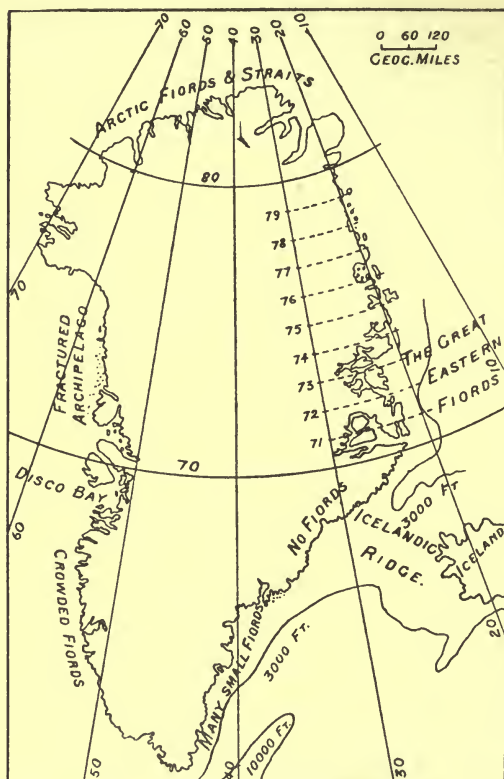 70 60 50 40 30 20 10
0 60 120
GEOG. MILES
ARCTIC FIORDS & STRAITS
80
79
78
77
76
75
74
73
72
71
70
70
THE GREAT
EASTERN
FIORDS
10
FRACTURED
ARCHIPELAGO
DISCO BAY
60
CROWDED FIORDS
NO FIORDS
3000 FT.
ICELANDIC
RIDGE.
ICELAND
20
MANY SMALL FIORDS
3000 FT.
10000 FT.
50
40
30